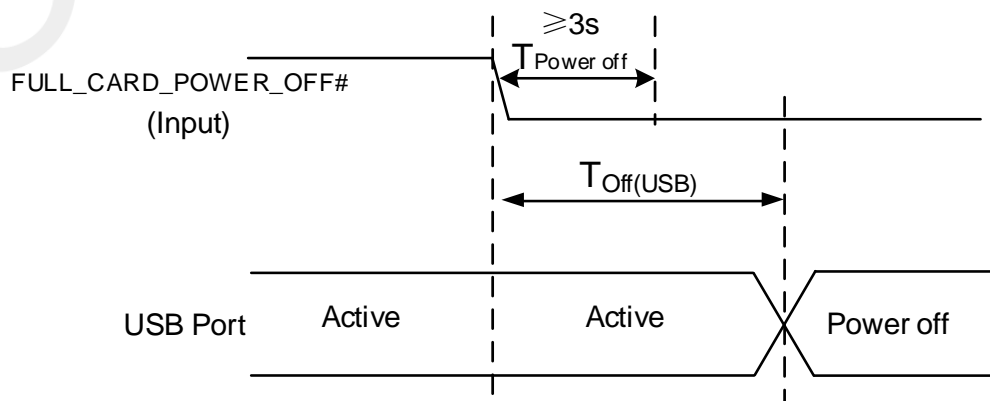 ≥3s
T Power off
FULL_CARD_POWER_OFF#
(Input)
T Off(USB)
USB Port
Active
Active
Power off